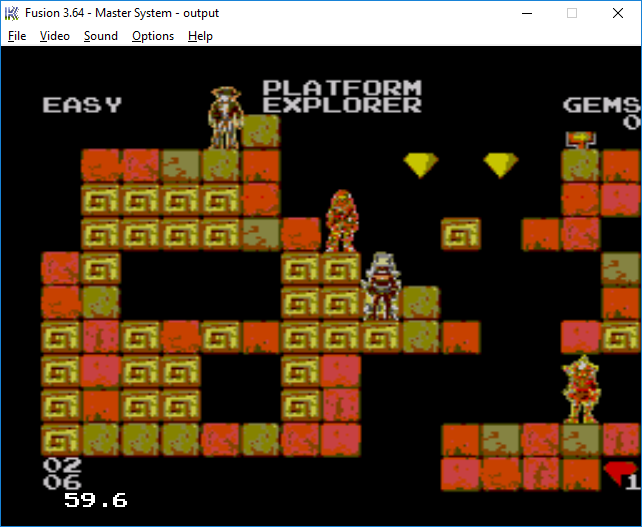 Fusion 3.64 - Master System - output
File Video Sound Options Help
PLATFORM
EASY EXPLORER GEMS
0
02
06 1
59.6